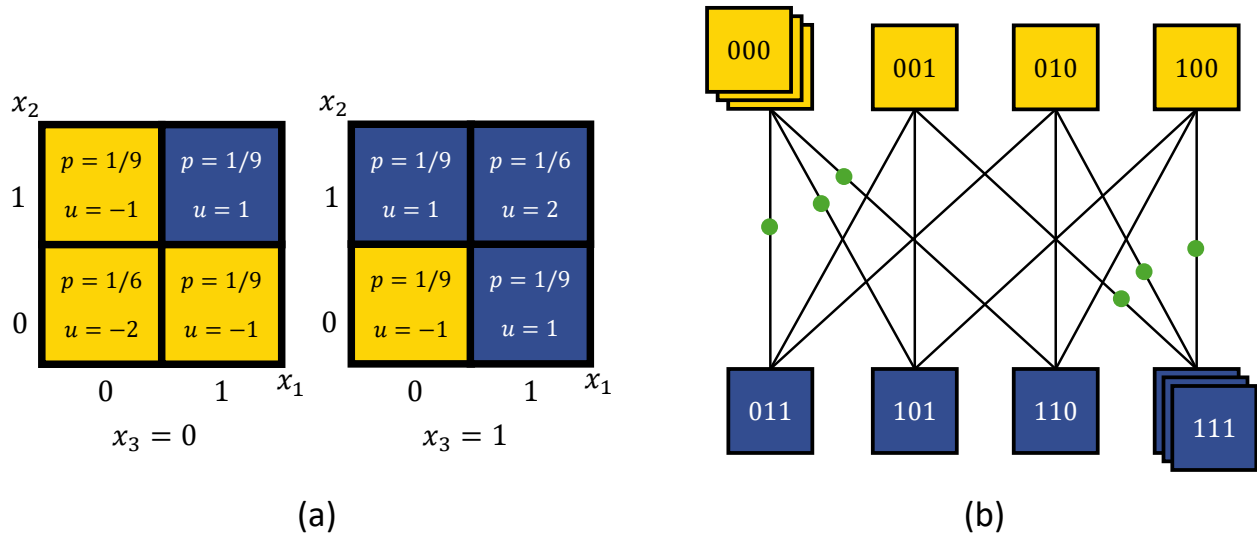 x₂
1
0
p = 1/9
u = −1
p = 1/9
u = 1
p = 1/6
u = −2
p = 1/9
u = −1
0
1
x₁
x₃ = 0
x₂
1
0
p = 1/9
u = 1
p = 1/6
u = 2
p = 1/9
u = −1
p = 1/9
u = 1
0
1
x₁
x₃ = 1
(a)
000
001
010
100
011
101
110
111
(b)